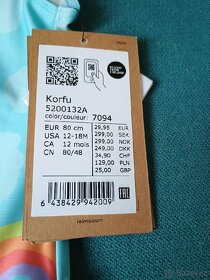 Korfu
5200132A
color/couleur: 7094
EUR 80 cm 29,95 EUR
USA 12-18M 299,00 SEK
CA 12 mois 299,00 NOK
CN 80/48 249,00 DKK
34,90 CHF
129,00 PLN
25,00 GBP
6 438429 942009
reima.com